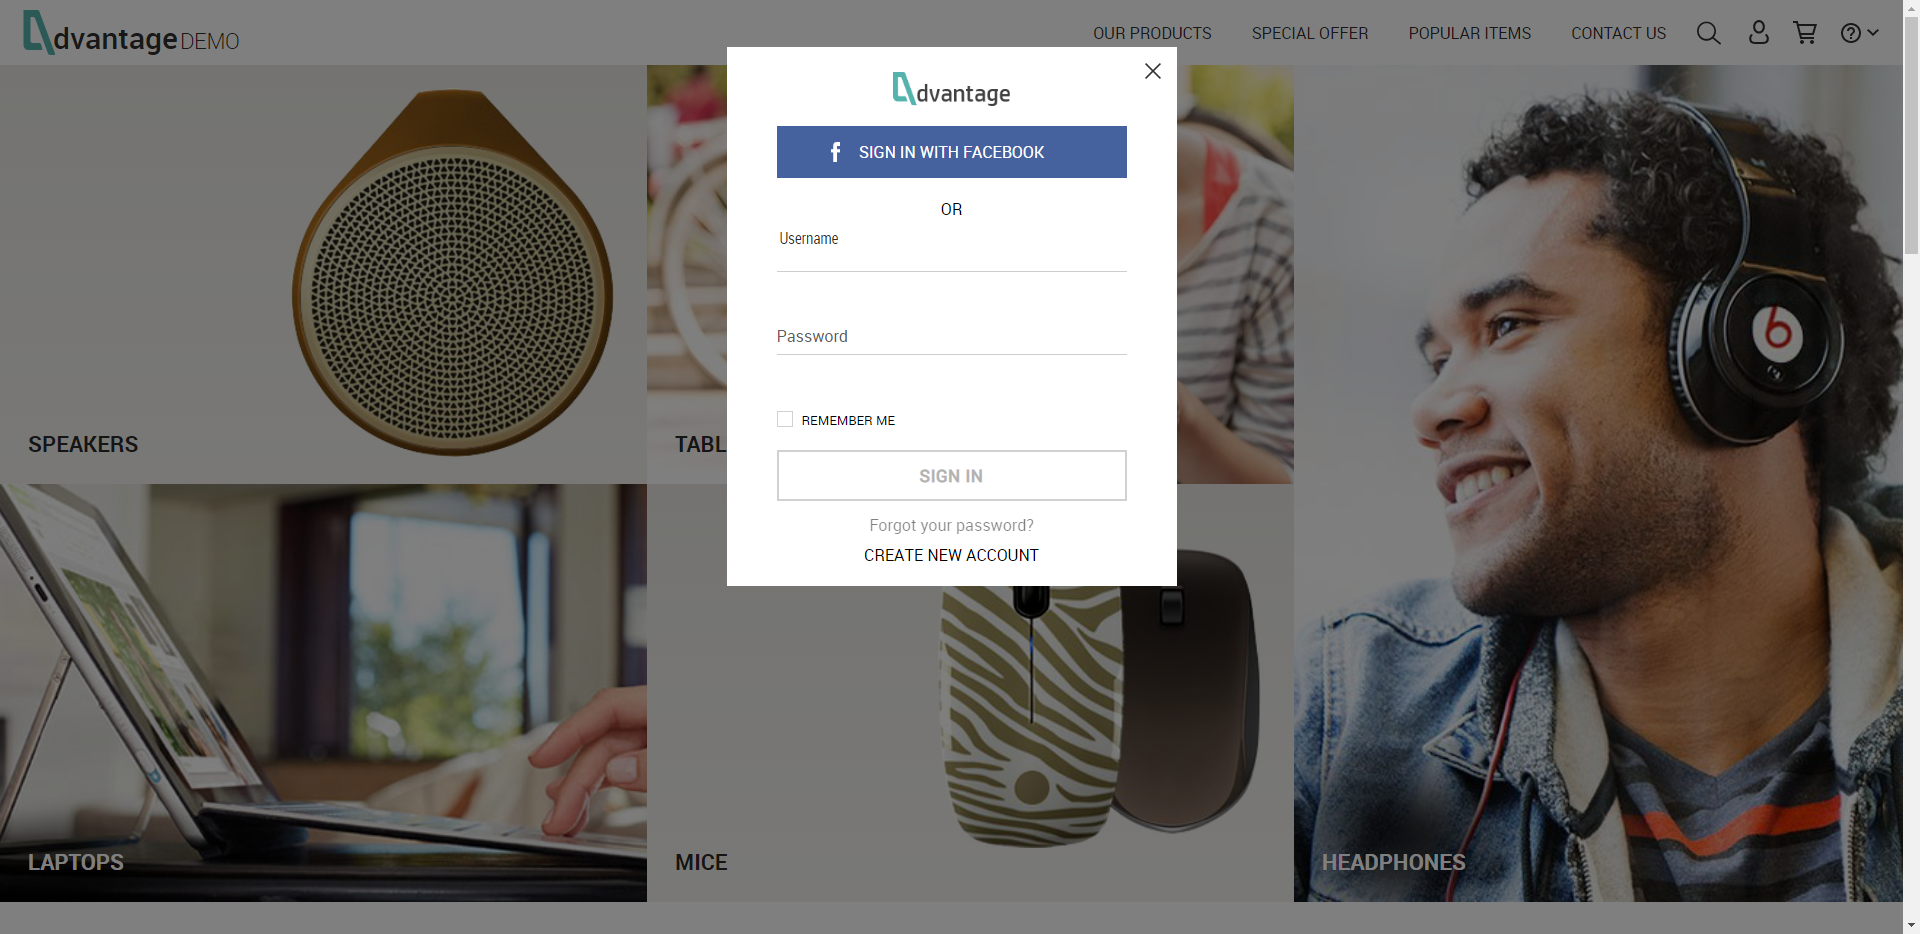 dvantage DEMO
OUR PRODUCTS SPECIAL OFFER POPULAR ITEMS CONTACT US
dvantage
SIGN IN WITH FACEBOOK
OR
Username
Password
REMEMBER ME
SIGN IN
Forgot your password?
CREATE NEW ACCOUNT
SPEAKERS
TABL
LAPTOPS
MICE
HEADPHONES